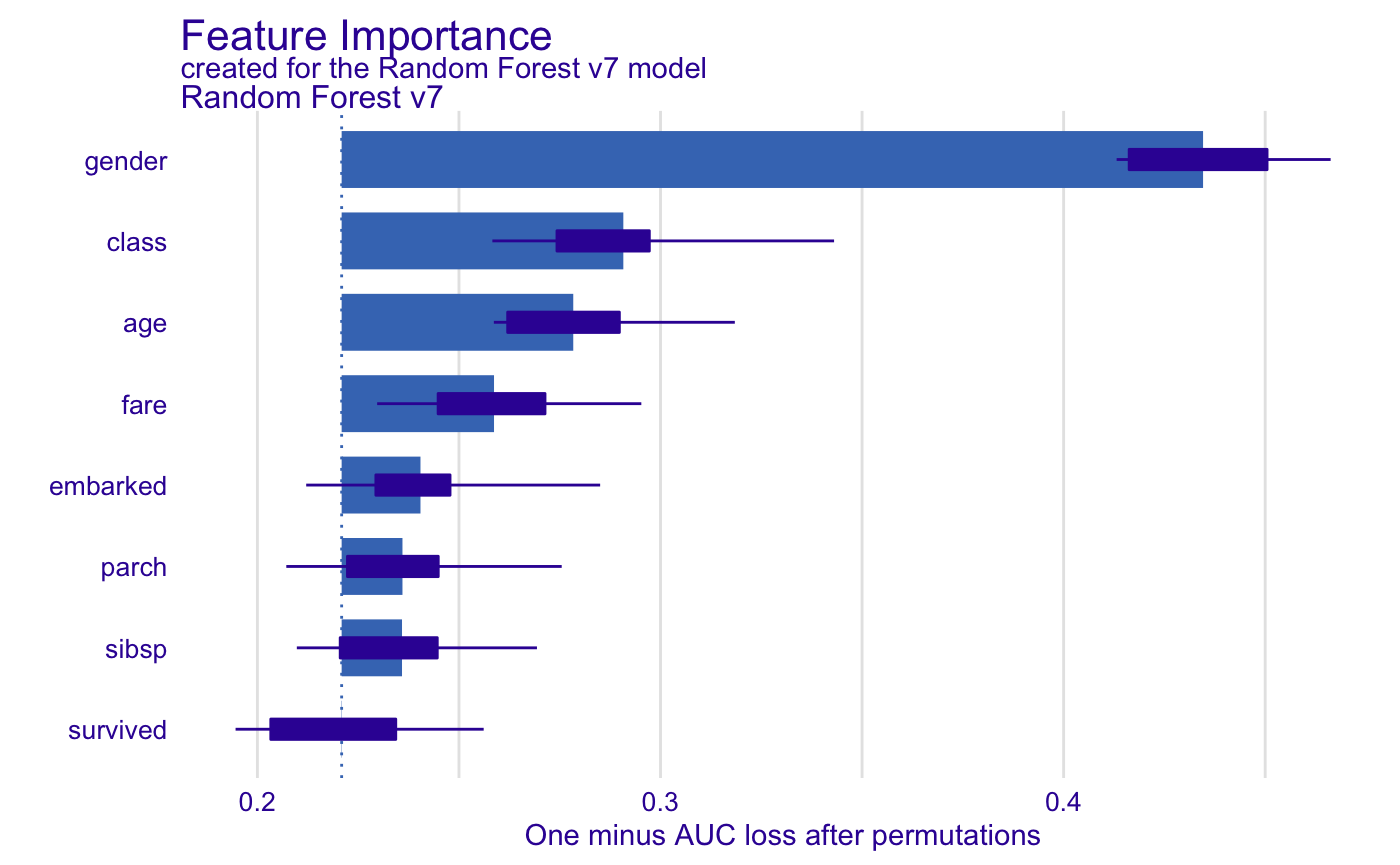 Feature Importance
created for the Random Forest v7 model
Random Forest v7
gender
class
age
fare
embarked
parch
sibsp
survived
0.2 0.3 0.4
One minus AUC loss after permutations